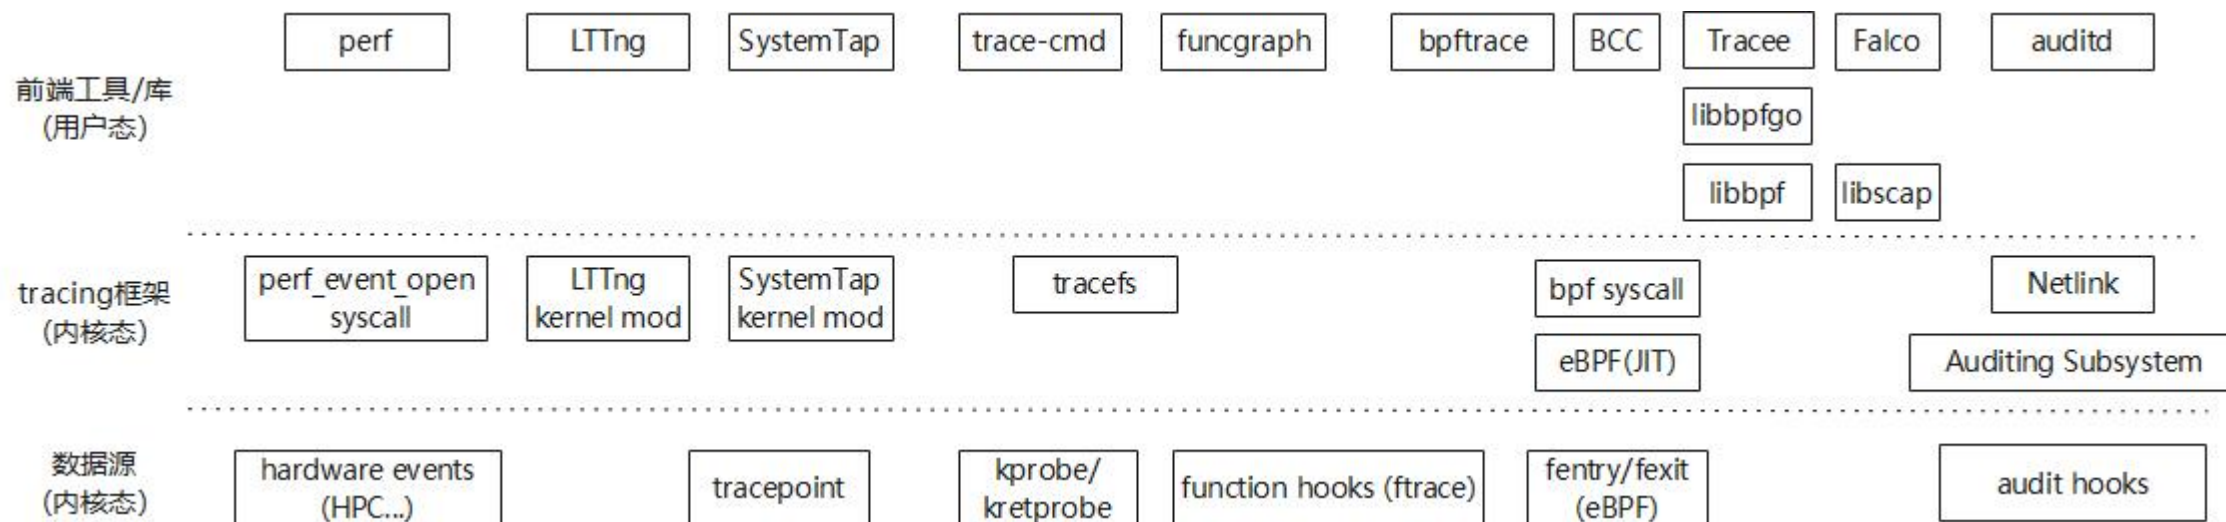 perf
LTTng
SystemTap
trace-cmd
funcgraph
bpftrace
BCC
Tracee
Falco
auditd
前端工具/库
(用户态)
libbpfgo
libbpf
libscap
tracing框架
(内核态)
perf_event_open
syscall
LTTng
kernel mod
SystemTap
kernel mod
tracefs
bpf syscall
eBPF(JIT)
Netlink
Auditing Subsystem
数据源
(内核态)
hardware events
(HPC...)
tracepoint
kprobe/
kretprobe
function hooks (ftrace)
fentry/fexit
(eBPF)
audit hooks